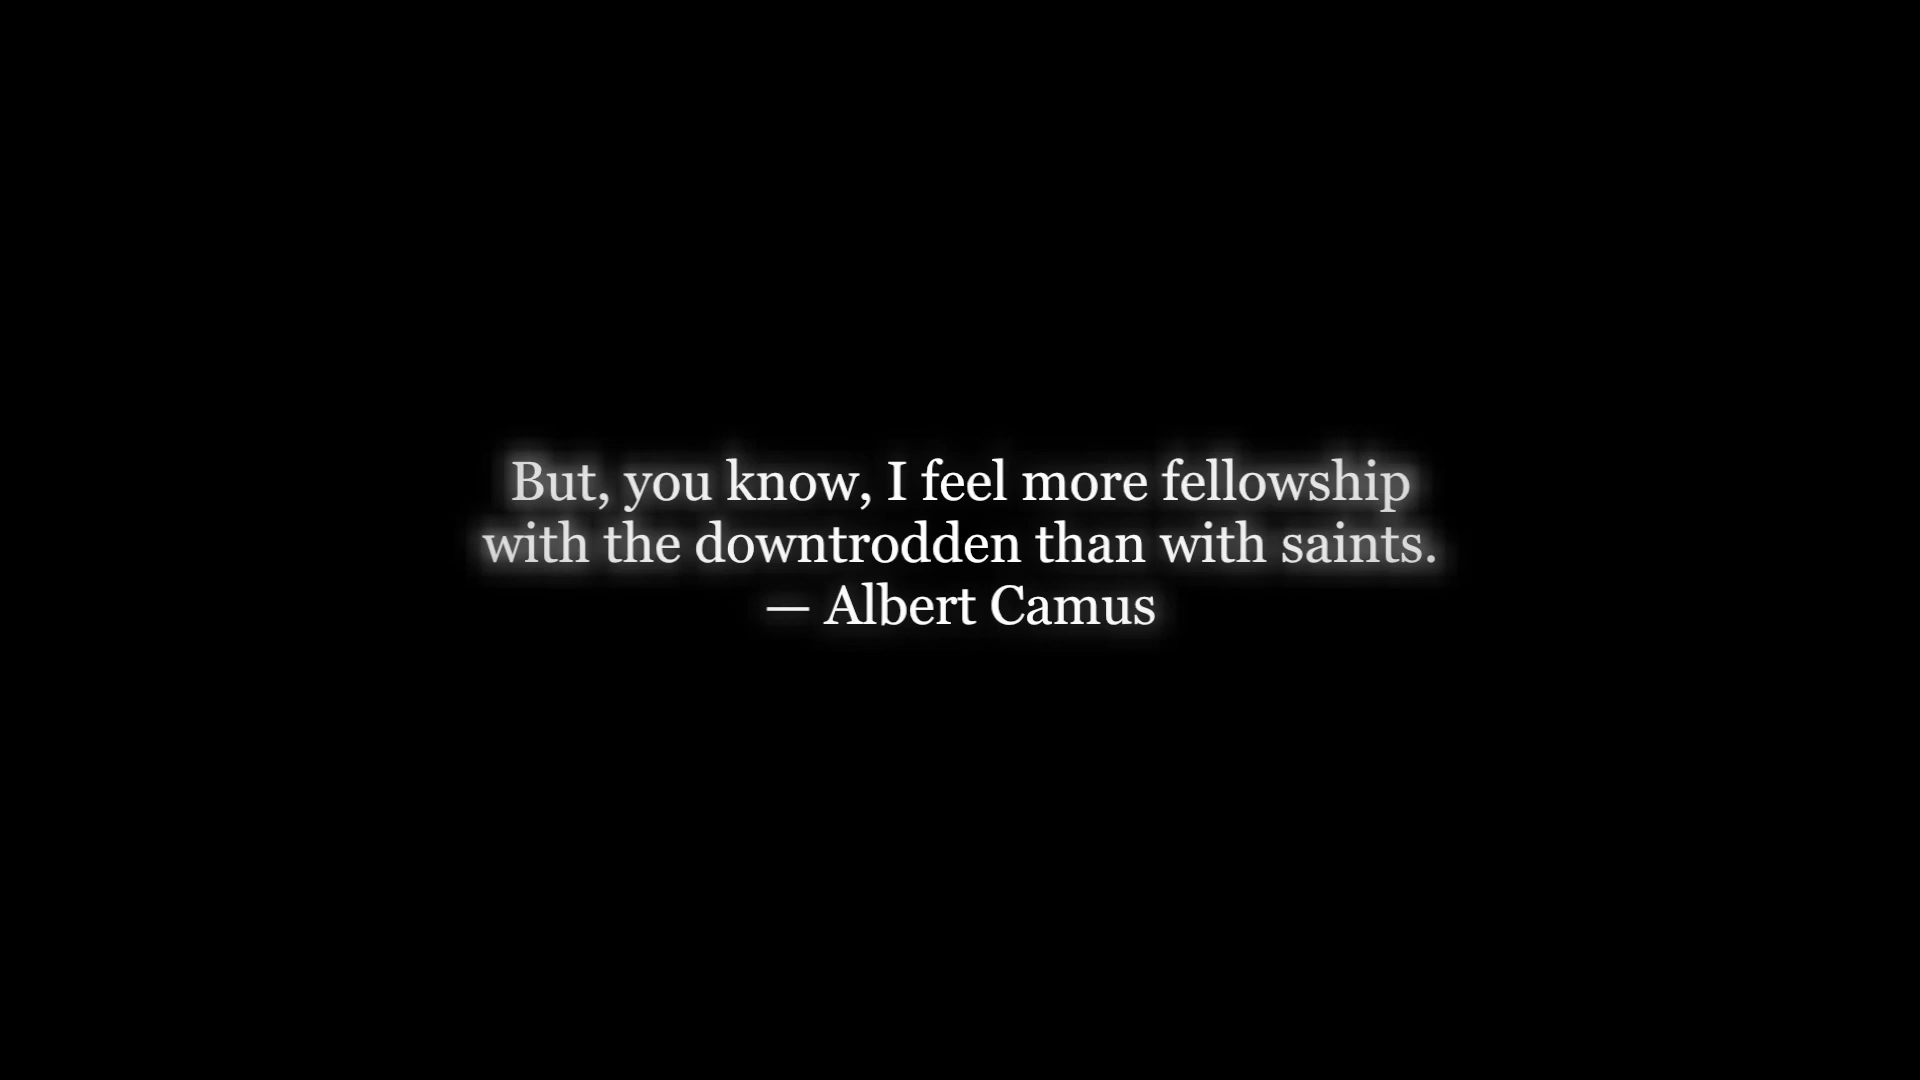 But, you know, I feel more fellowship
with the downtrodden than with saints.
— Albert Camus